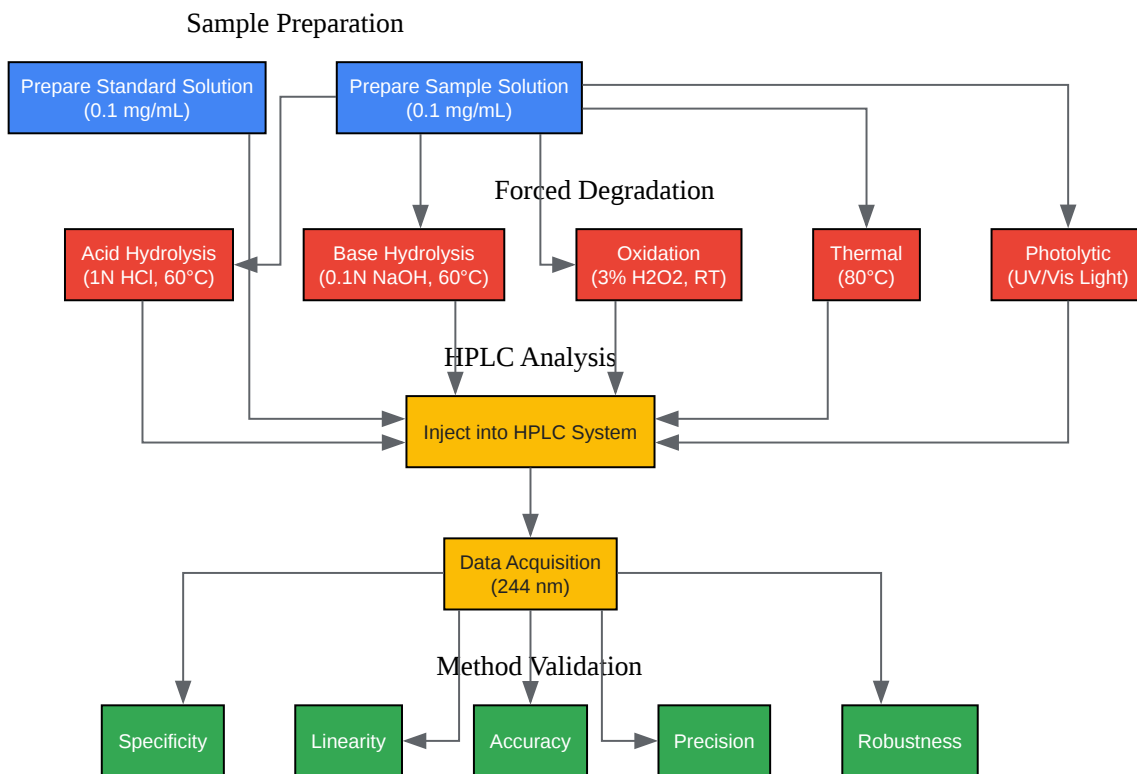 Sample Preparation
Prepare Standard Solution
(0.1 mg/mL)
Prepare Sample Solution
(0.1 mg/mL)
Forced Degradation
Acid Hydrolysis
(1N HCl, 60°C)
Base Hydrolysis
(0.1N NaOH, 60°C)
Oxidation
(3% H2O2, RT)
Thermal
(80°C)
Photolytic
(UV/Vis Light)
HPLC Analysis
Inject into HPLC System
Data Acquisition
(244 nm)
Method Validation
Specificity
Linearity
Accuracy
Precision
Robustness